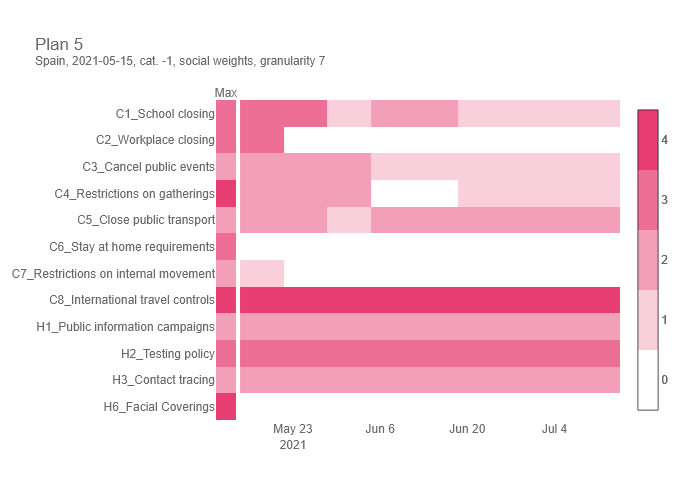 Plan 5
Spain, 2021-05-15, cat. -1, social weights, granularity 7
Max
C1_School closing
C2_Workplace closing
C3_Cancel public events
C4_Restrictions on gatherings
C5_Close public transport
C6_Stay at home requirements
C7_Restrictions on internal movement
C8_International travel controls
H1_Public information campaigns
H2_Testing policy
H3_Contact tracing
H6_Facial Coverings
May 23
2021
Jun 6
Jun 20
Jul 4
4
3
2
1
0